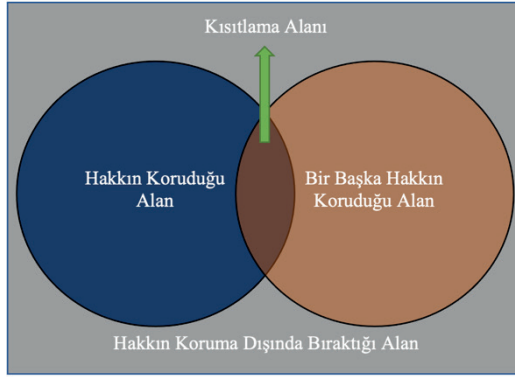 Kısıtlama Alanı
Hakkın Koruduğu
Alan
Bir Başka Hakkın
Koruduğu Alan
Hakkın Koruma Dışında Bıraktığı Alan